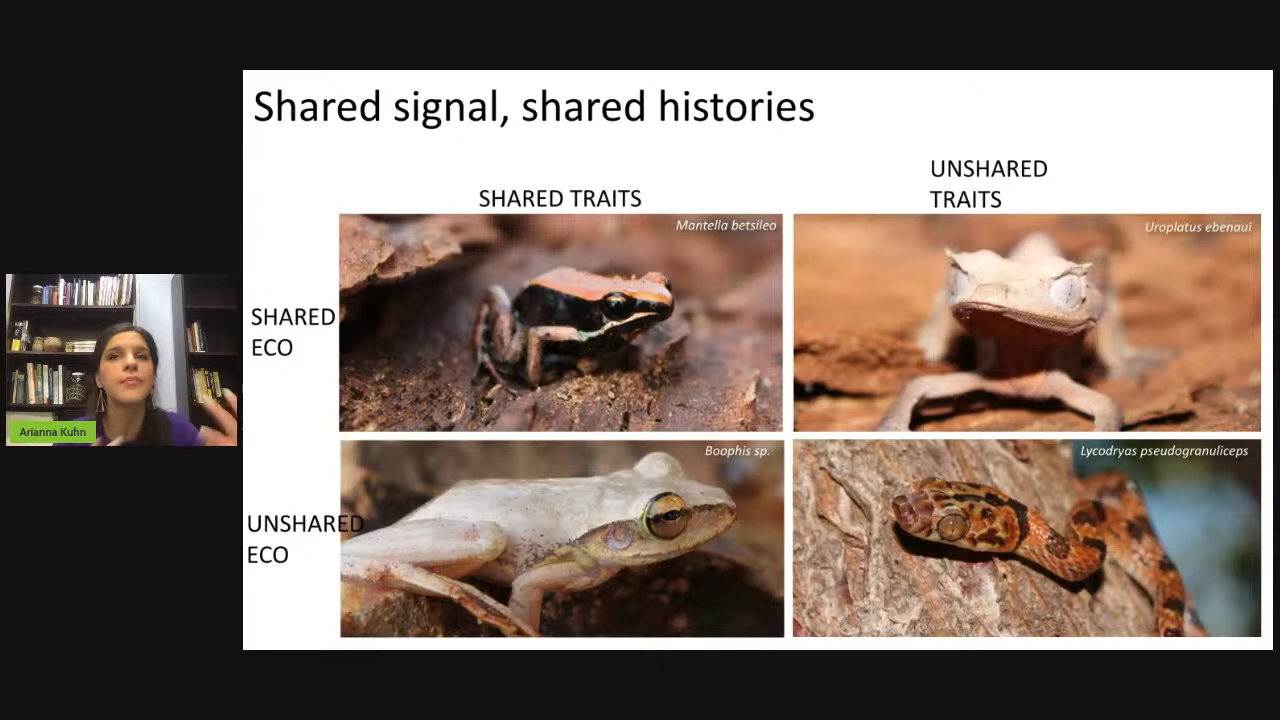 Shared signal, shared histories
UNSHARED
TRAITS
SHARED TRAITS
Mantella betsileo
Uroplatus ebenaui
SHARED
ECO
Boophis sp.
Lycodryas pseudogranuliceps
UNSHARED
ECO
Arianna Kuhn